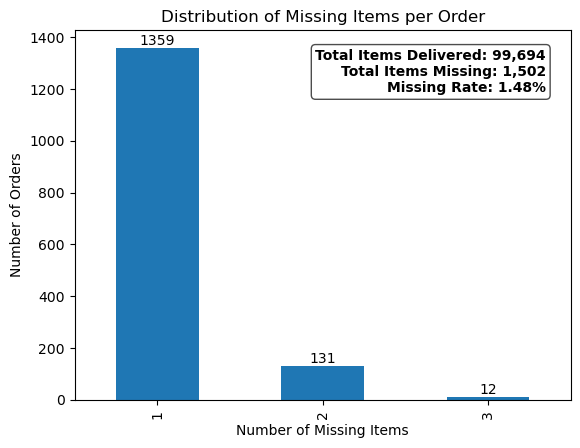 Distribution of Missing Items per Order
Total Items Delivered: 99,694
Total Items Missing: 1,502
Missing Rate: 1.48%
Number of Orders
1400
1200
1000
800
600
400
200
0
1359
131
12
1
2
3
Number of Missing Items